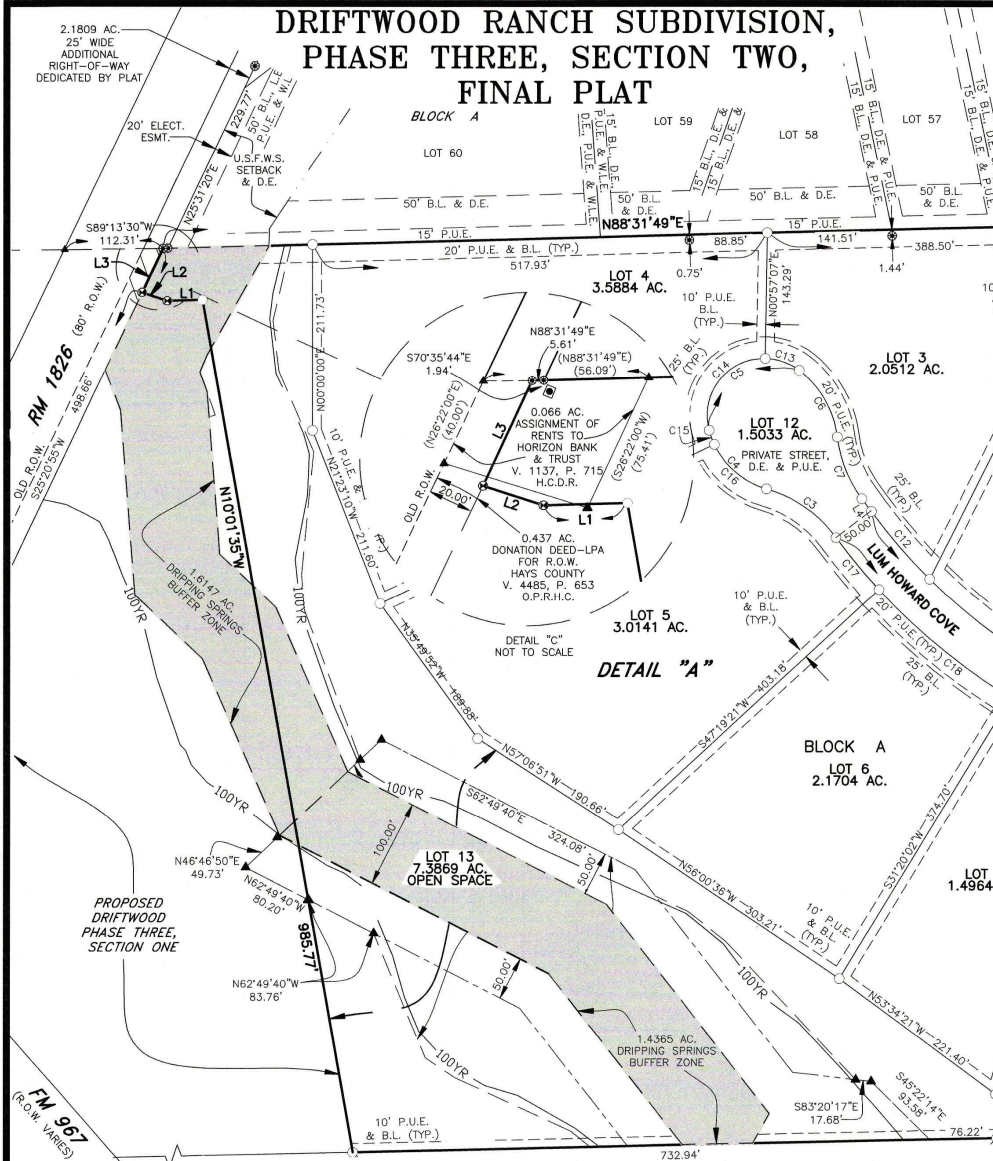 DRIFTWOOD RANCH SUBDIVISION,
PHASE THREE, SECTION TWO,
FINAL PLAT
2.1809 AC.
25' WIDE
ADDITIONAL
RIGHT-OF-WAY
DEDICATED BY PLAT
20' ELECT.
ESMT.
229.77'
50' B.L., L.E
P.U.E. & W.L
N25°31'20"E
U.S.F.W.S.
SETBACK
& D.E.
BLOCK A
LOT 60
15' B.L., D.E.
P.U.E. & W.L.E.
D.E., P.U.E. & W.L.E.
LOT 59
15' B.L., D.E. &
15' B.L., D.E. &
LOT 58
15' B.L.,
D.E. & P.U.E.
15' B.L.,
D.E. & P.U.E.
LOT 57
15' B.L.,
D.E. & P.U.E.
15' B.L.
50' B.L. & D.E.
50' B.L.
& D.E.
50' B.L. & D.E.
50' B.L.
& D.E.
50' B.L.
& D.E.
S89°13'30"W
112.31'
15' P.U.E.
N88°31'49"E
15' P.U.E.
20' P.U.E. & B.L. (TYP.)
517.93'
88.85'
0.75'
141.51'
1.44'
388.50'
L3
L2
L1
RM 1826 (80' R.O.W.)
OLD R.O.W.
S25°20'55"W
498.66'
N00°00'00"E
211.73'
LOT 4
3.5884 AC.
10' P.U.E.
B.L.
(TYP.)
N00°57'07"E
143.29'
10
LOT 3
2.0512 AC.
N88°31'49"E
5.61'
(N88°31'49"E)
(56.09')
S70°35'44"E
1.94'
25' B.L.
(TYP.)
C13
C14
C5
C6
20' P.U.E.
(TYP.)
(N26°22'00"E)
(40.00')
L3
0.066 AC.
ASSIGNMENT OF
RENTS TO
HORIZON BANK
& TRUST
V. 1137, P. 715
H.C.D.R.
(S26°22'00"W)
(75.41')
OLD R.O.W.
20.00'
L2
L1
0.437 AC.
DONATION DEED-LPA
FOR R.O.W.
HAYS COUNTY
V. 4485, P. 653
O.P.R.H.C.
DETAIL "C"
NOT TO SCALE
C15
LOT 12
1.5033 AC.
PRIVATE STREET,
D.E. & P.U.E.
C4
C16
C7
C3
25' B.L.
(TYP.)
L4
(50.00')
C12
C17
LUM HOWARD COVE
20' P.U.E.(TYP.)
C18
25' B.L.
(TYP.)
10' P.U.E. &
P.)
N21°23'10"W
211.60'
N10°01'35"W
1.6147 AC.
DRIPPING SPRINGS
BUFFER ZONE
100YR
100YR
LOT 5
3.0141 AC.
DETAIL "A"
10' P.U.E.
& B.L.
(TYP.)
S47°19'21"W
403.18'
N35°49'52"W
189.88'
BLOCK A
LOT 6
2.1704 AC.
N57°06'51"W
190.66'
S31°20'02"W
374.70'
LOT
1.4964
100YR
100YR
S62°49'40"E
324.08'
50.00'
100.00'
LOT 13
7.3869 AC.
OPEN SPACE
N46°46'50"E
49.73'
N62°49'40"W
80.20'
N56°00'36"W
303.21'
10' P.U.E.
& B.L.
(TYP.)
PROPOSED
DRIFTWOOD
PHASE THREE,
SECTION ONE
985.77'
N62°49'40"W
83.76'
50.00'
100YR
N53°34'21"W
221.40'
100YR
1.4365 AC.
DRIPPING SPRINGS
BUFFER ZONE
S83°20'17"E
17.68'
S45°22'14"E
93.58'
FM 967
(R.O.W. VARIES)
10' P.U.E.
& B.L. (TYP.)
732.94'
76.22'